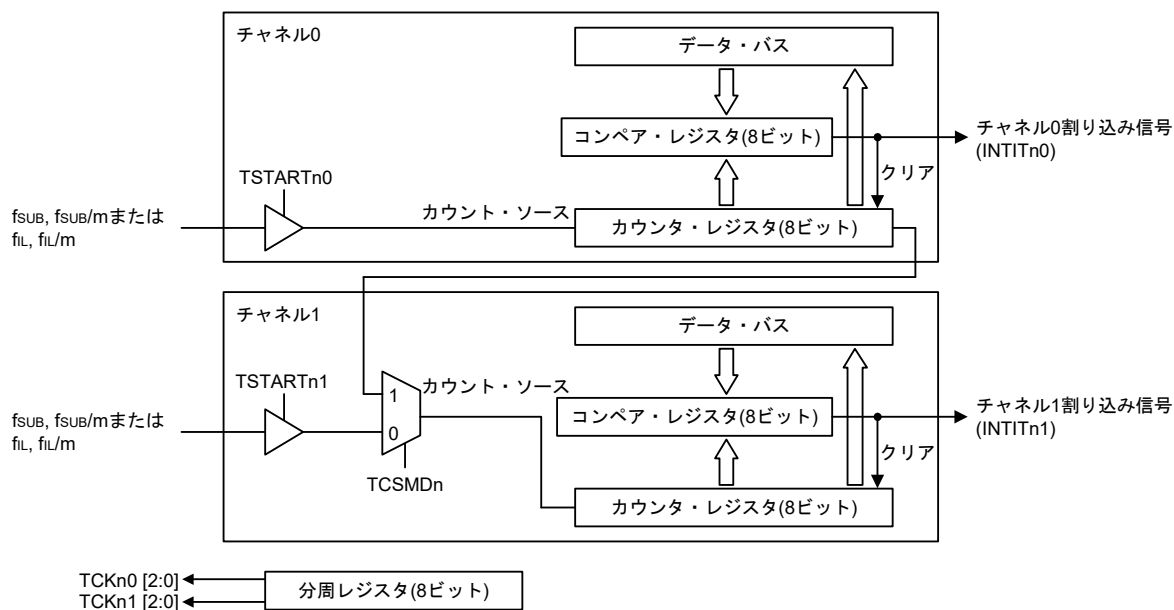 チャネル0
データ・バス
コンペア・レジスタ(8ビット)
チャネル0割り込み信号
(INTITn0)
クリア
TSTARTn0
カウント・ソース
カウンタ・レジスタ(8ビット)
fSUB, fSUB/mまたは
fIL, fIL/m
チャネル1
データ・バス
TSTARTn1
カウント・ソース
1
0
コンペア・レジスタ(8ビット)
チャネル1割り込み信号
(INTITn1)
クリア
fSUB, fSUB/mまたは
fIL, fIL/m
TCSMDn
カウンタ・レジスタ(8ビット)
TCKn0 [2:0]
TCKn1 [2:0]
分周レジスタ(8ビット)